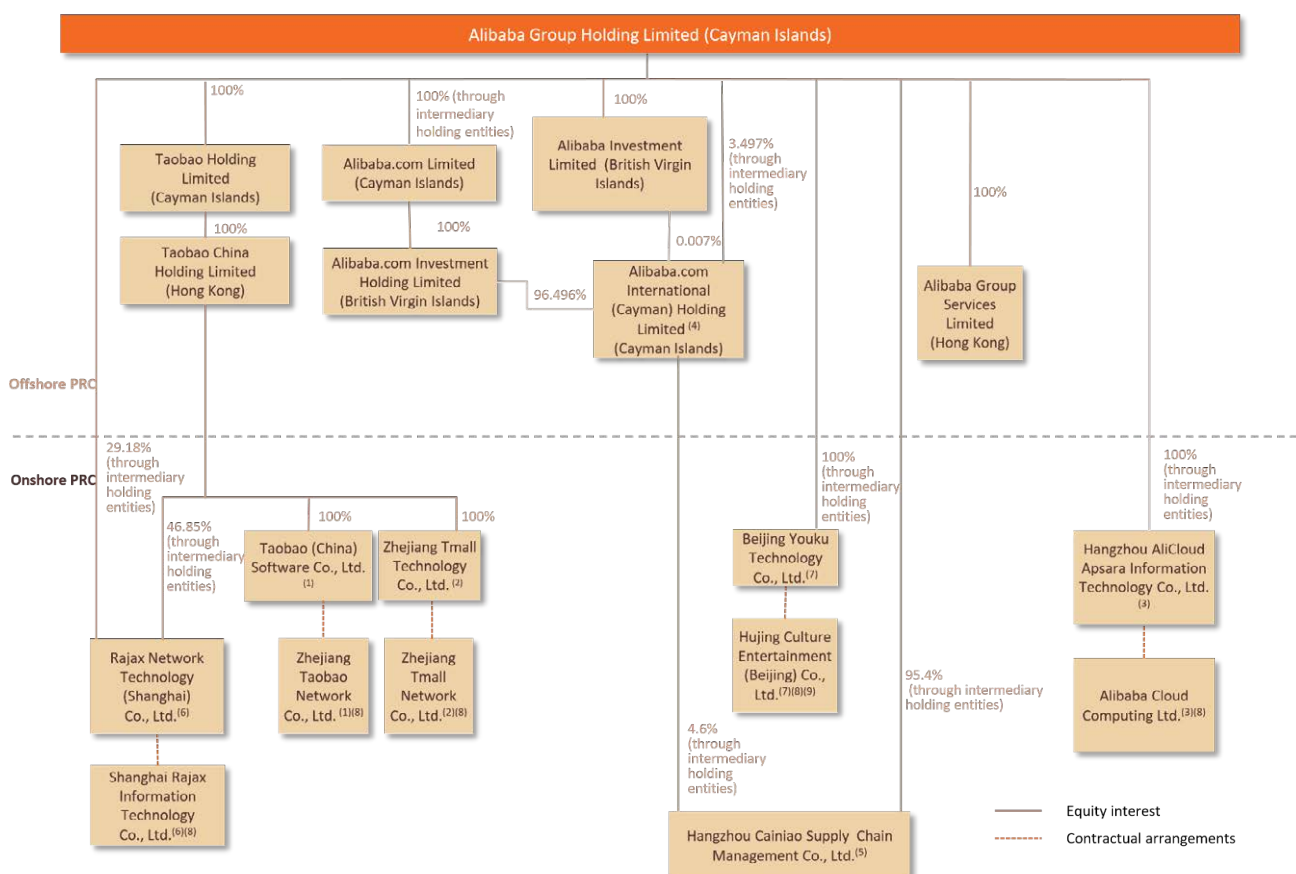 Alibaba Group Holding Limited (Cayman Islands)
100%
100% (through
intermediary
holding entities)
100%
3.497%
(through
intermediary
holding
entities)
100%
Taobao Holding
Limited
(Cayman Islands)
Alibaba.com Limited
(Cayman Islands)
Alibaba Investment
Limited (British Virgin
Islands)
100%
100%
0.007%
Taobao China
Holding Limited
(Hong Kong)
Alibaba.com Investment
Holding Limited
(British Virgin Islands)
96.496%
Alibaba.com
International
(Cayman) Holding
Limited (4)
(Cayman Islands)
Alibaba Group
Services
Limited
(Hong Kong)
Offshore PRC
Onshore PRC
29.18%
(through
intermediary
holding
entities)
46.85%
(through
intermediary
holding
entities)
100%
100%
100%
(through
intermediary
holding entities)
100%
(through
intermediary
holding
entities)
Taobao (China)
Software Co., Ltd.
(1)
Zhejiang Tmall
Technology
Co., Ltd. (2)
Beijing Youku
Technology
Co., Ltd.(7)
Hangzhou AliCloud
Apsara Information
Technology Co., Ltd.
(3)
Rajax Network
Technology
(Shanghai)
Co., Ltd.(6)
Zhejiang
Taobao
Network
Co., Ltd.(1)(8)
Zhejiang
Tmall
Network
Co., Ltd.(2)(8)
Hujing Culture
Entertainment
(Beijing) Co.,
Ltd.(7)(8)(9)
Alibaba Cloud
Computing Ltd.(3)(8)
95.4%
(through intermediary
holding entities)
4.6%
(through
intermediary
holding
entities)
Shanghai Rajax
Information
Technology
Co., Ltd.(6)(8)
Hangzhou Cainiao Supply Chain
Management Co., Ltd.(5)
Equity interest
Contractual arrangements